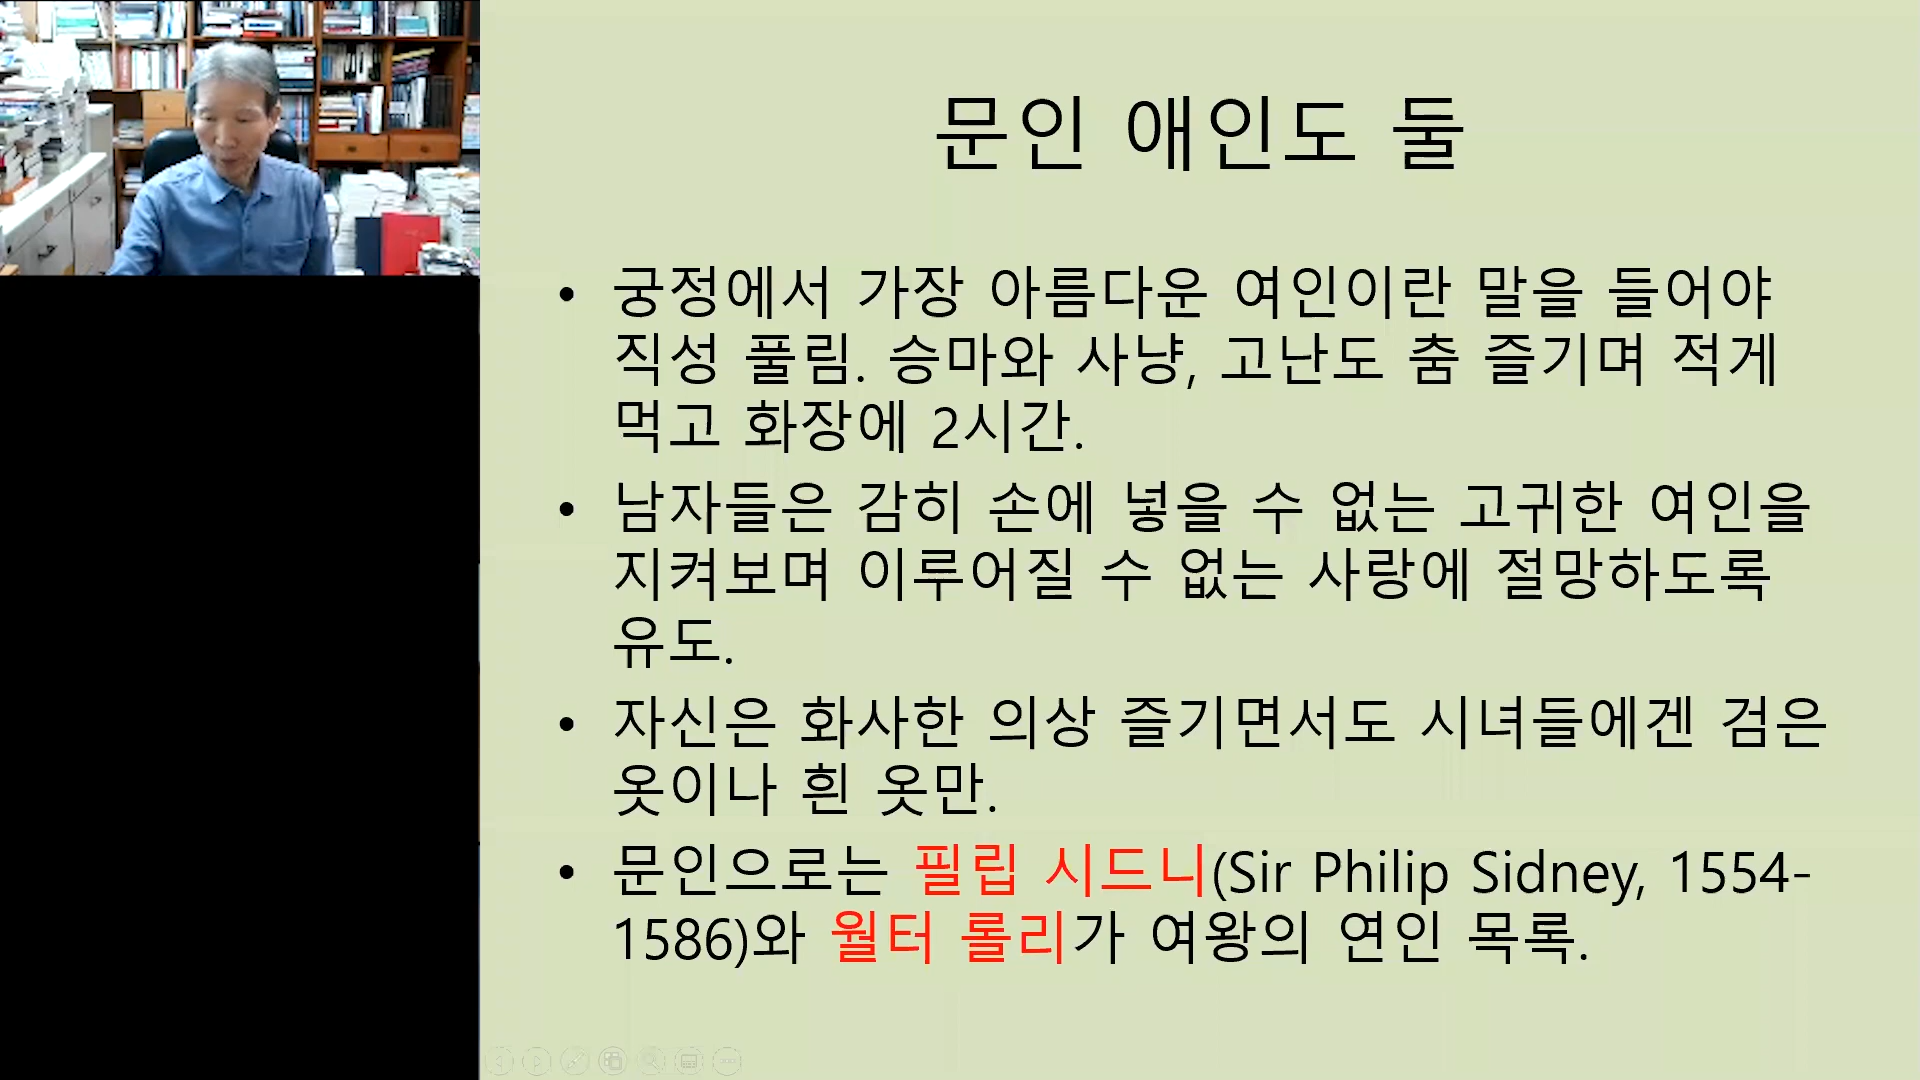 문인 애인도 둘
• 궁정에서 가장 아름다운 여인이란 말을 들어야
직성 풀림. 승마와 사냥, 고난도 춤 즐기며 적게
먹고 화장에 2시간.
• 남자들은 감히 손에 넣을 수 없는 고귀한 여인을
지켜보며 이루어질 수 없는 사랑에 절망하도록
유도.
• 자신은 화사한 의상 즐기면서도 시녀들에겐 검은
옷이나 흰 옷만.
• 문인으로는 필립 시드니(Sir Philip Sidney, 1554-
1586)와 월터 롤리가 여왕의 연인 목록.